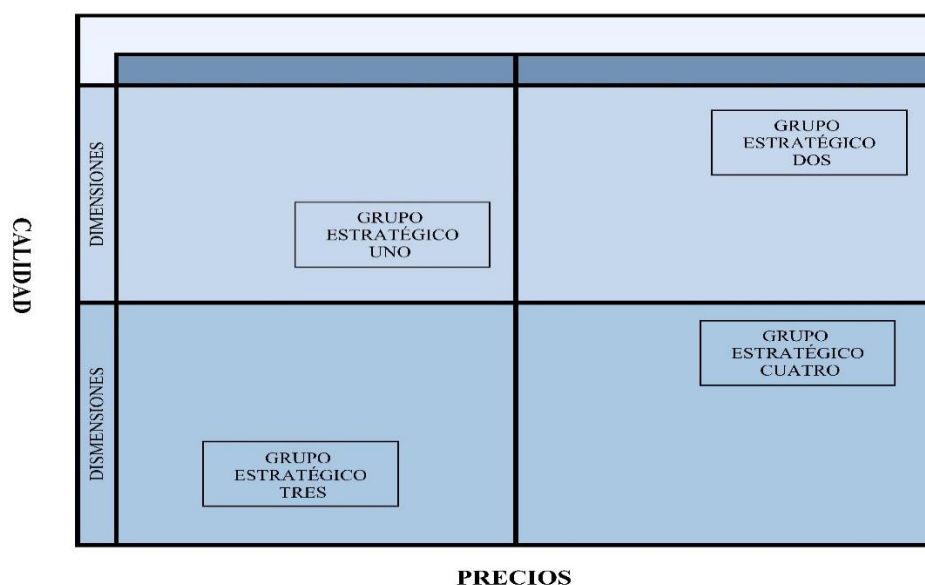 CALIDAD
DIMENSIONES
GRUPO
ESTRATÉGICO
DOS
GRUPO
ESTRATÉGICO
UNO
DISMENSIONES
GRUPO
ESTRATÉGICO
CUATRO
GRUPO
ESTRATÉGICO
TRES
PRECIOS